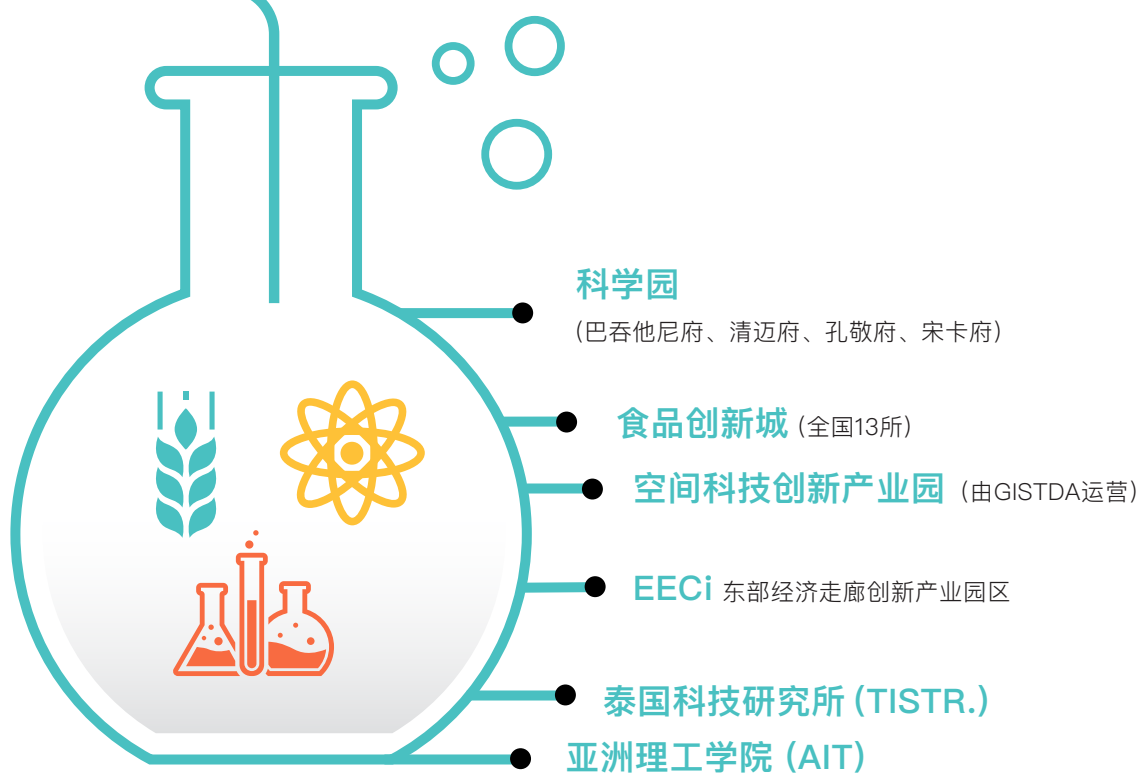 科学园
(巴吞他尼府、清迈府、孔敬府、宋卡府)
食品创新城 (全国13所)
空间科技创新产业园 (由GISTDA运营)
EECi 东部经济走廊创新产业园区
泰国科技研究所 (TISTR.)
亚洲理工学院 (AIT)